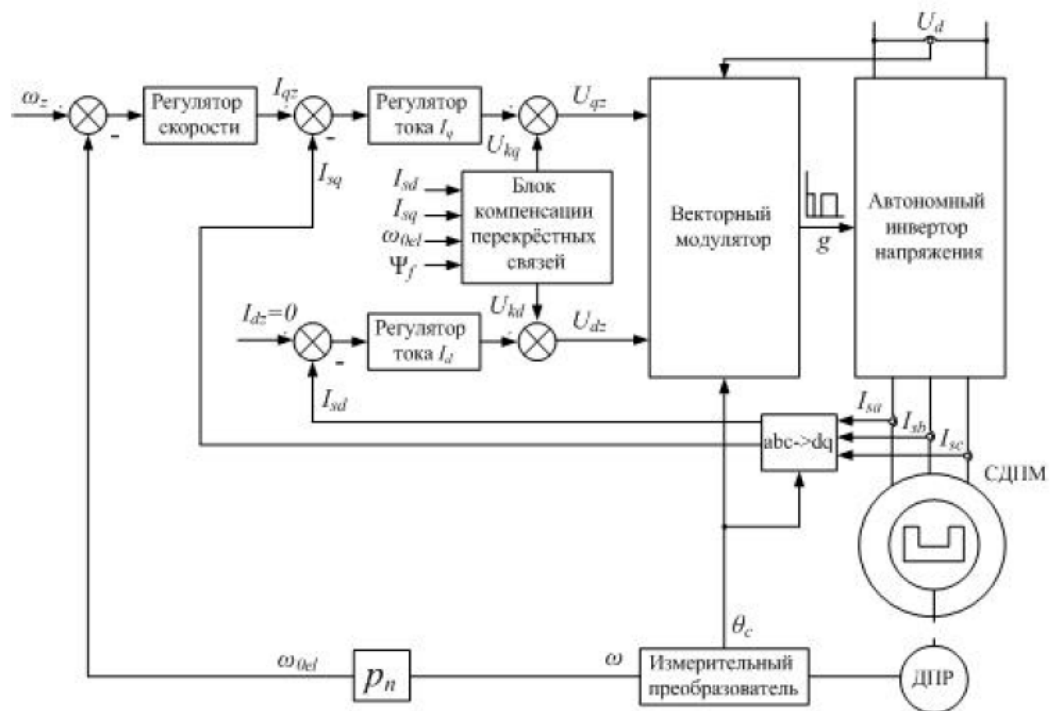 U_d
ω_z
-
Регулятор
скорости
I_qz
-
Регулятор
тока I_q
U_qz
U_kq
I_sq
I_sd
I_sq
ω_0el
Ψ_f
Блок
компенсации
перекрёстных
связей
Векторный
модулятор
g
Автономный
инвертор
напряжения
I_dz=0
-
Регулятор
тока I_d
U_kd
U_dz
I_sd
abc->dq
I_sa
I_sb
I_sc
СДПМ
θ_c
ω_0el
p_n
ω
Измерительный
преобразователь
ДПР